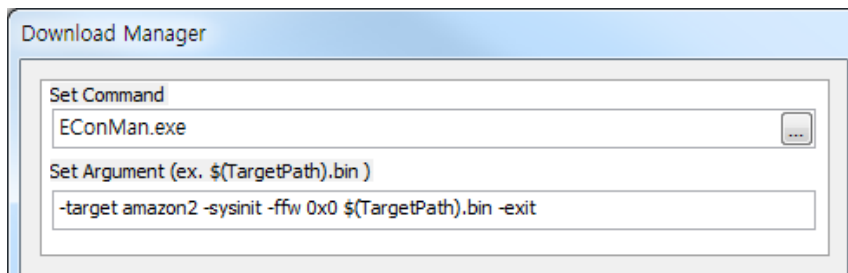 Download Manager
Set Command
EConMan.exe
...
Set Argument (ex. $(TargetPath).bin )
-target amazon2 -sysinit -ffw 0x0 $(TargetPath).bin -exit